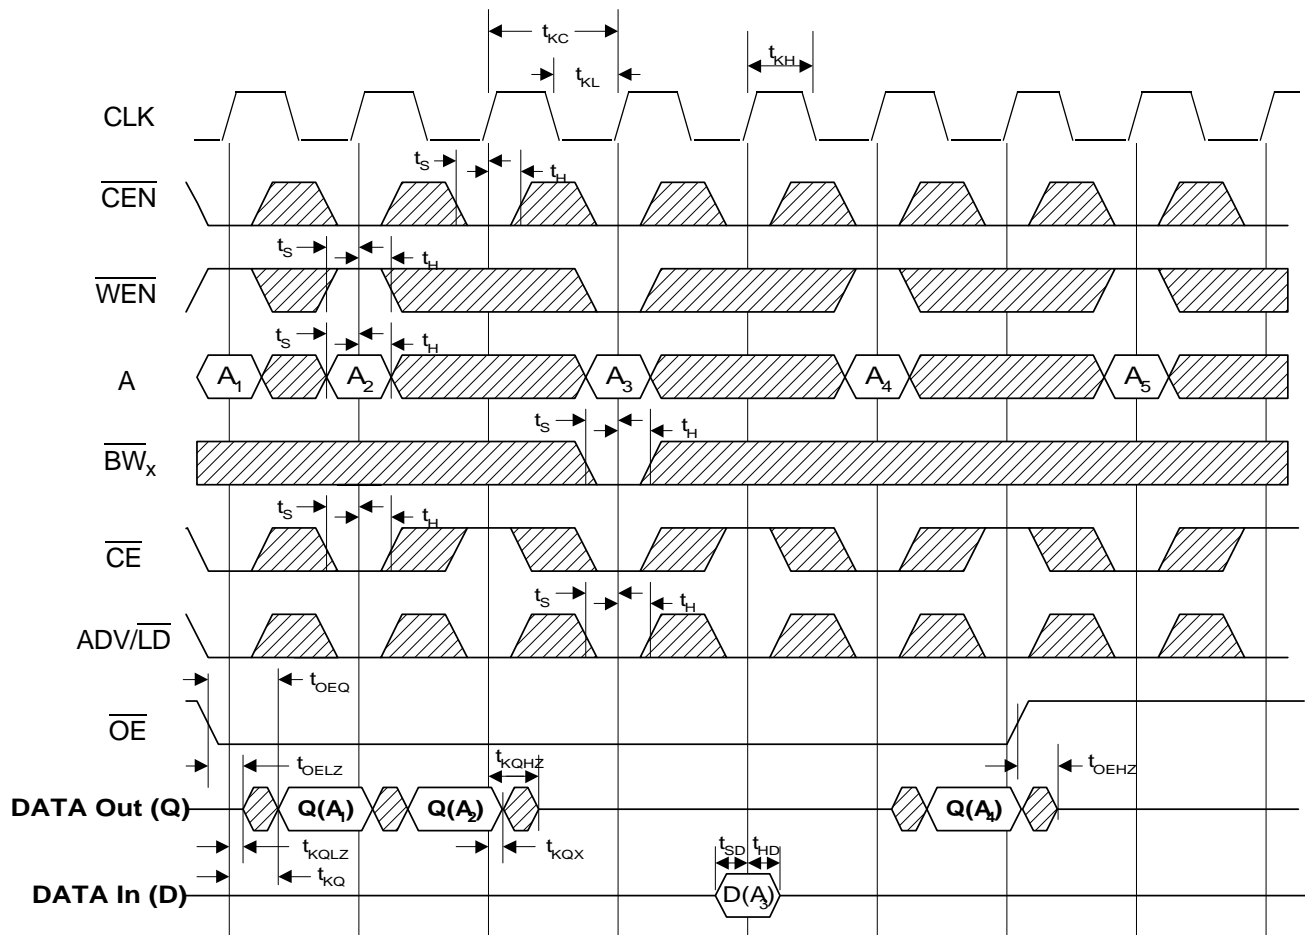 tKC
tKL
tKH
CLK
tS
tH
CEN
tS
tH
WEN
tS
tH
A
A1
A2
A3
A4
A5
tS
tH
BWx
tS
tH
CE
tS
tH
ADV/LD
tOEQ
OE
tOELZ
tKQHZ
tOEHZ
DATA Out (Q)
Q(A1)
Q(A2)
Q(A4)
tKQLZ
tKQX
tSD
tHD
tKQ
DATA In (D)
D(A3)